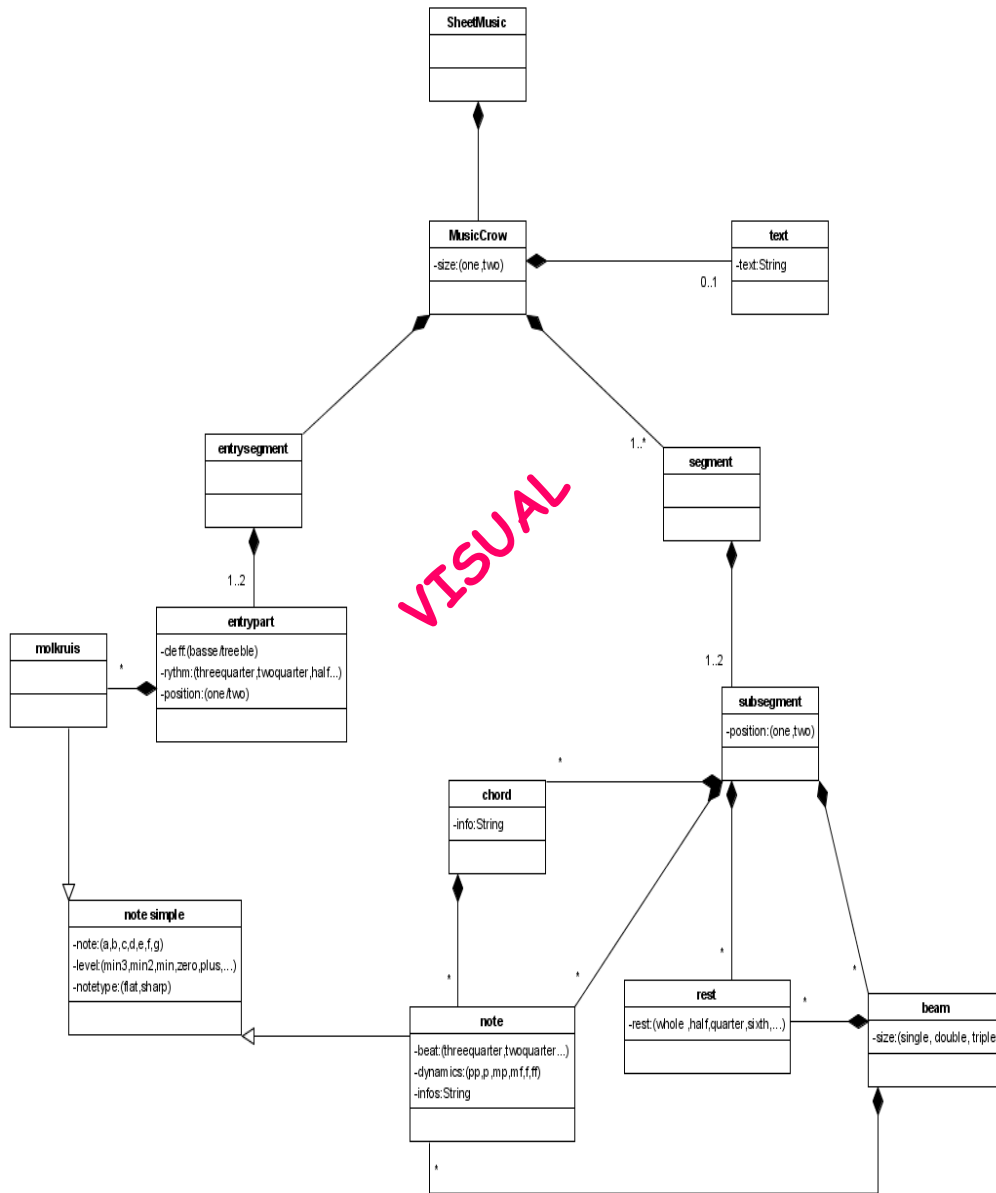 SheetMusic
MusicCrow
-size:(one,two)
text
-text:String
0..1
entrysegment
1..*
segment
VISUAL
1..2
entrypart
-cleff:(basse/treeble)
-rythm:(threequarter,twoquarter,half...)
-position:(one/two)
molkruis
*
1..2
subsegment
-position:(one,two)
*
chord
-info:String
note simple
-note:(a,b,c,d,e,f,g)
-level:(min3,min2,min,zero,plus,...)
-notetype:(flat,sharp)
*
*
*
*
note
-beat:(threequarter,twoquarter...)
-dynamics:(pp,p,mp,mf,f,ff)
-infos:String
rest
-rest:(whole ,half,quarter,sixth,...)
*
beam
-size:(single, double, triple
*